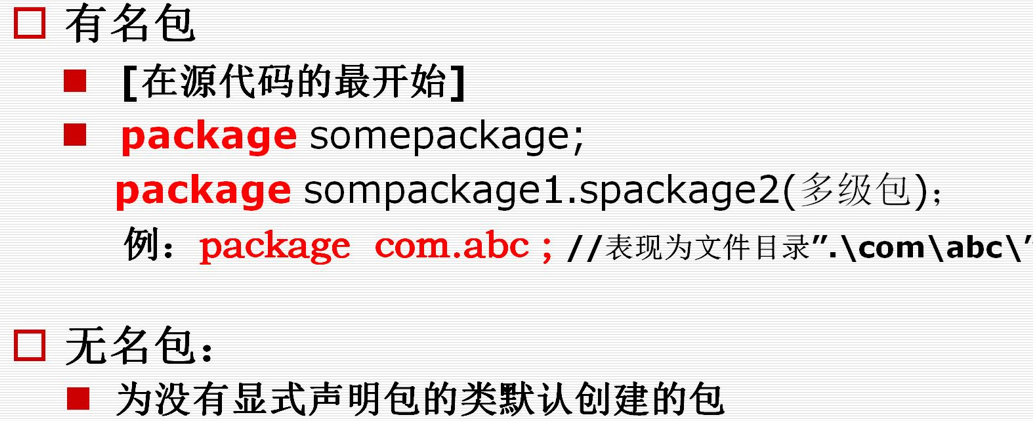 有名包
[在源代码的最开始]
package somepackage;
package sompackage1.spackage2(多级包);
例：package com.abc ; //表现为文件目录”.\com\abc\”
无名包：
为没有显式声明包的类默认创建的包